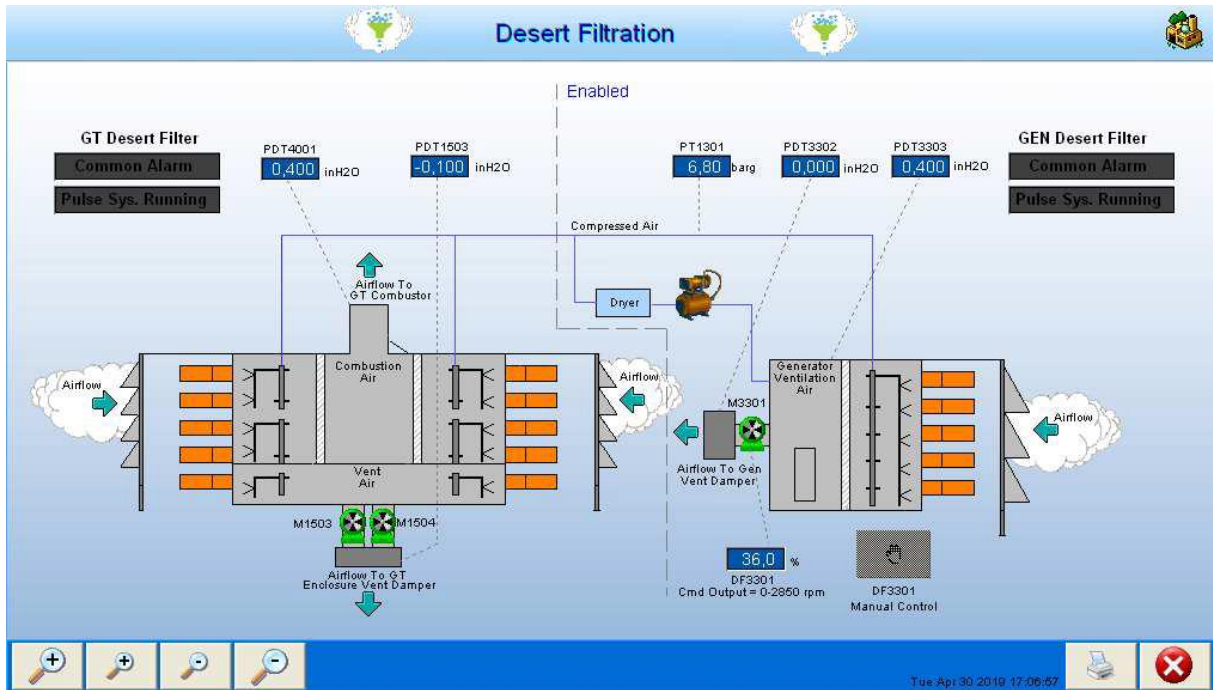 Desert Filtration
Enabled
GT Desert Filter
Common Alarm
Pulse Sys. Running
PDT4001
0,400 inH2O
PDT1503
-0,100 inH2O
PT1301
6,80 barg
PDT3302
0,000 inH2O
PDT3303
0,400 inH2O
GEN Desert Filter
Common Alarm
Pulse Sys. Running
Compressed Air
Airflow To
GT Combustor
Dryer
Airflow
Combustion
Air
Airflow
Generator
Ventilation
Air
M3301
Airflow
Airflow To Gen
Vent Damper
Vent
Air
M1503
M1504
Airflow To GT
Enclosure Vent Damper
36,0 %
DF3301
Cmd Output = 0-2850 rpm
DF3301
Manual Control
Tue Apr 30 2019 17:06:57